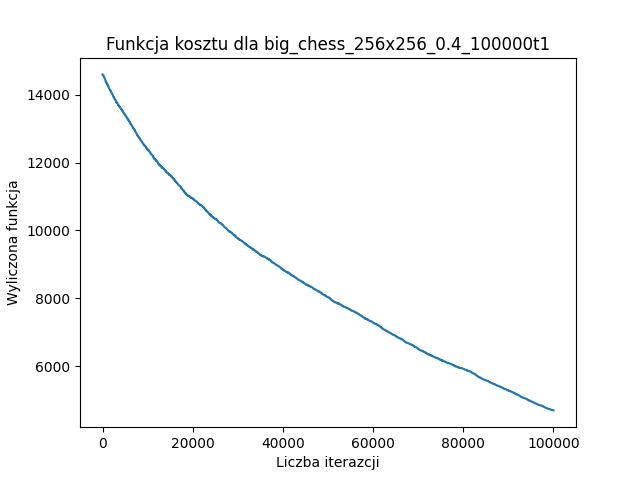 Funkcja kosztu dla big_chess_256x256_0.4_100000t1
14000
12000
10000
8000
6000
Wyliczona funkcja
0 20000 40000 60000 80000 100000
Liczba iterazcji